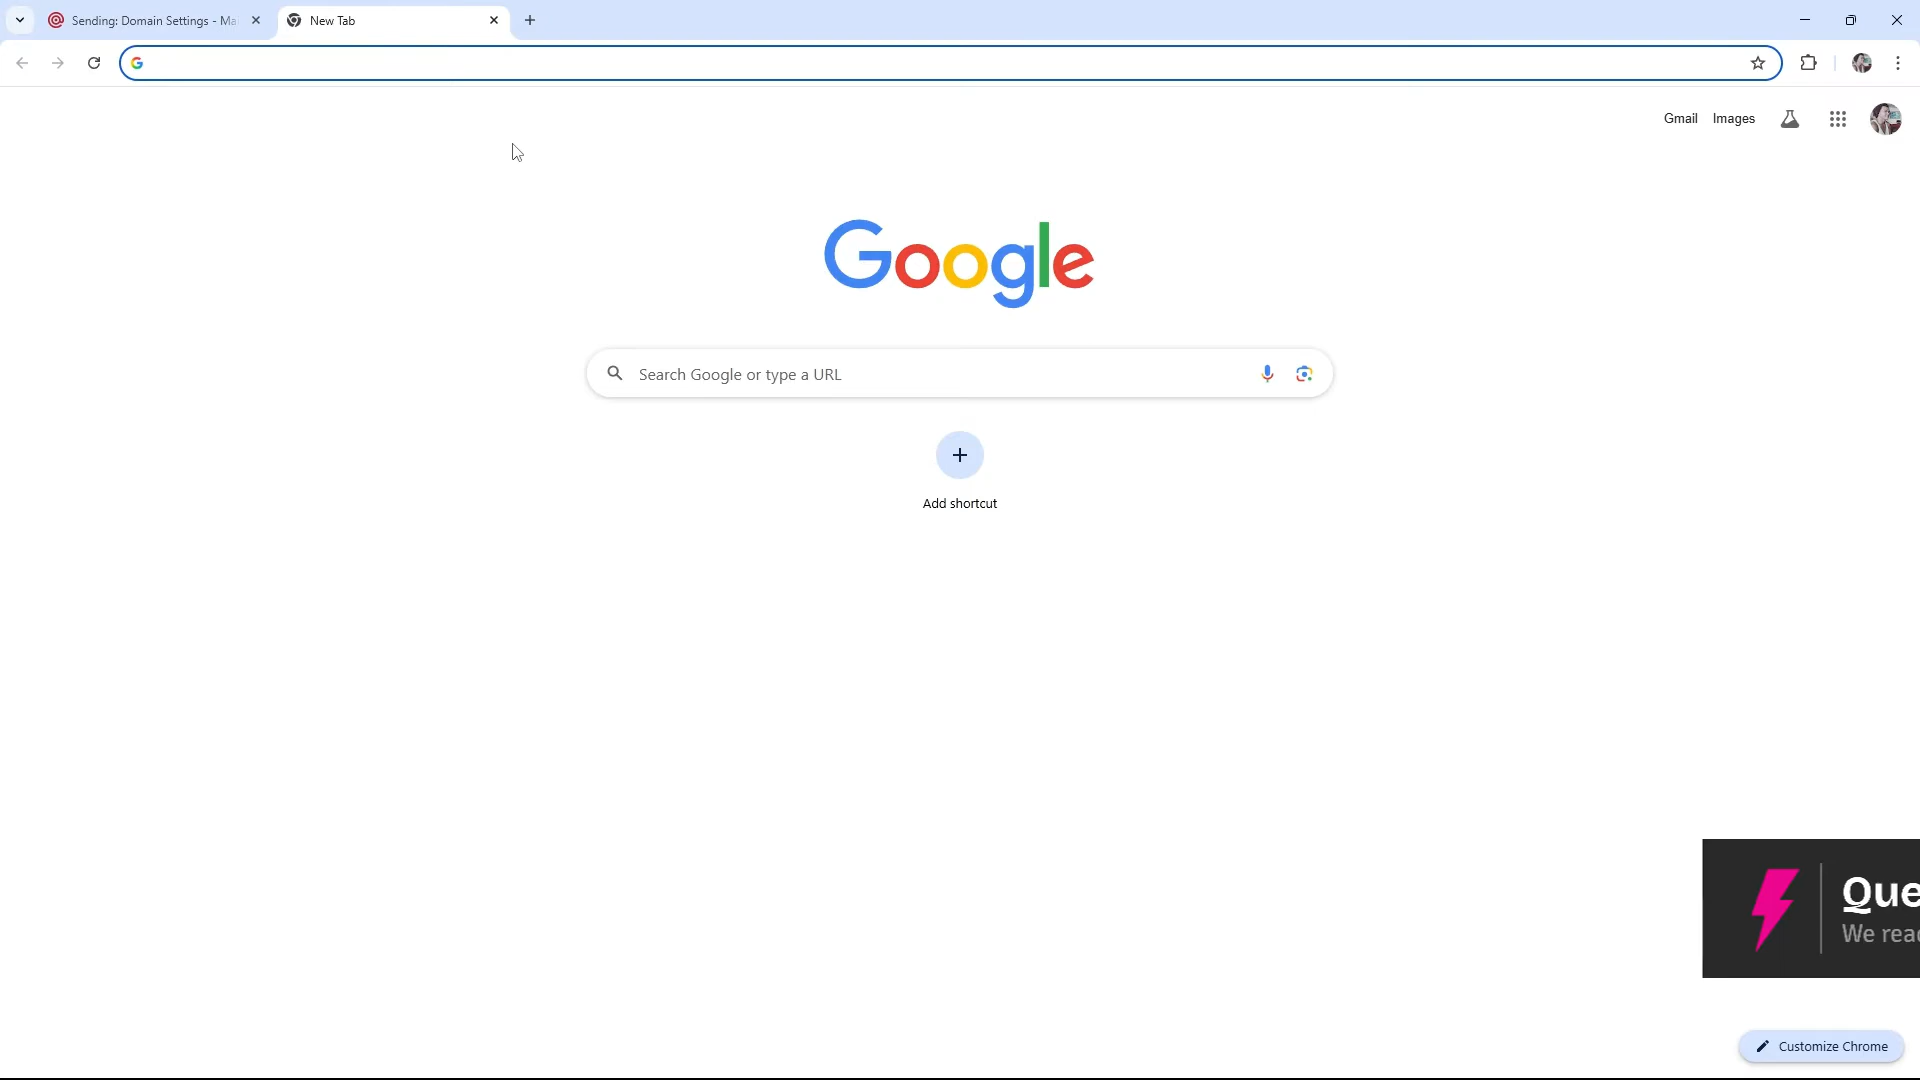 Sending: Domain Settings - Ma
New Tab
Gmail
Images
Google
Search Google or type a URL
Add shortcut
Que
We read
Customize Chrome